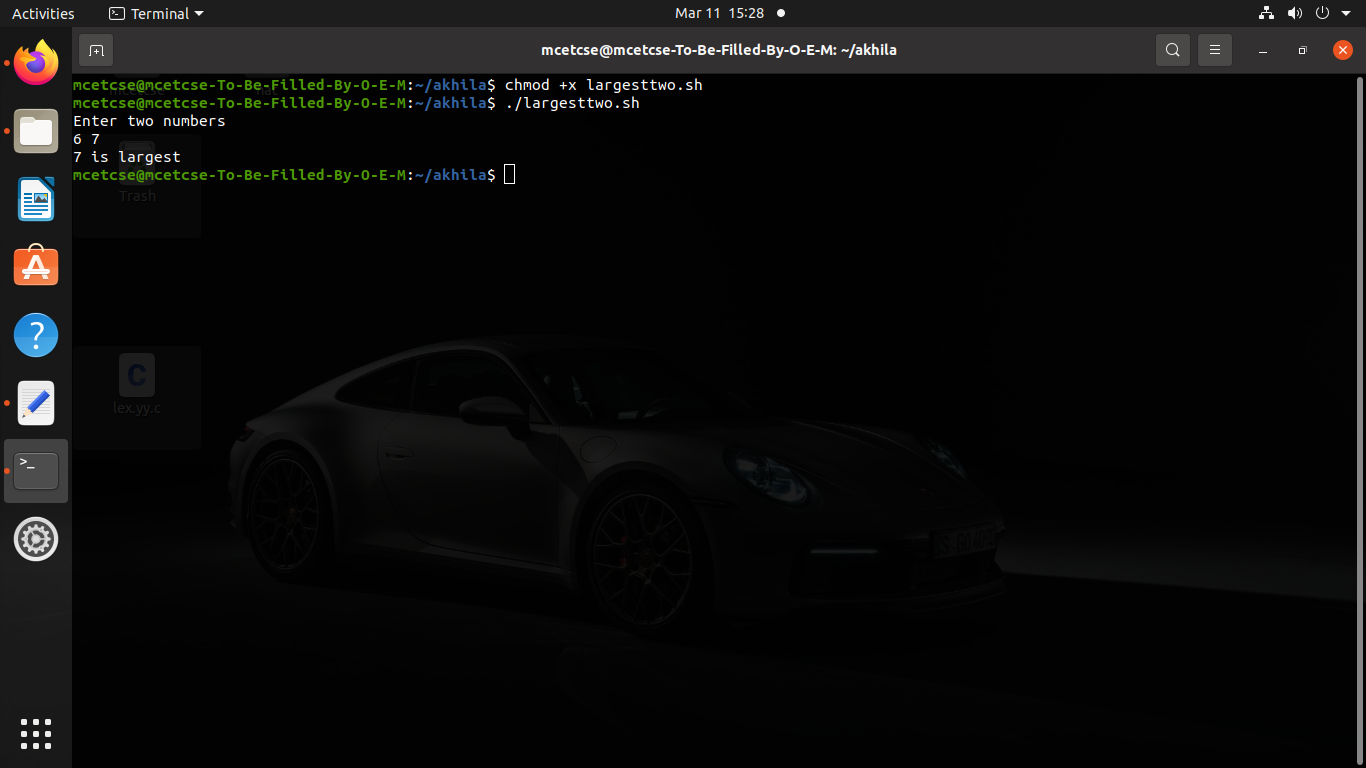 Activities Terminal Mar 11 15:28
mcetcse@mcetcse-To-Be-Filled-By-O-E-M: ~/akhila
mcetcse@mcetcse-To-Be-Filled-By-O-E-M:~/akhila$ chmod +x largesttwo.sh
mcetcse@mcetcse-To-Be-Filled-By-O-E-M:~/akhila$ ./largesttwo.sh
Enter two numbers
6 7
7 is largest
mcetcse@mcetcse-To-Be-Filled-By-O-E-M:~/akhila$
Trash
lex.yy.c